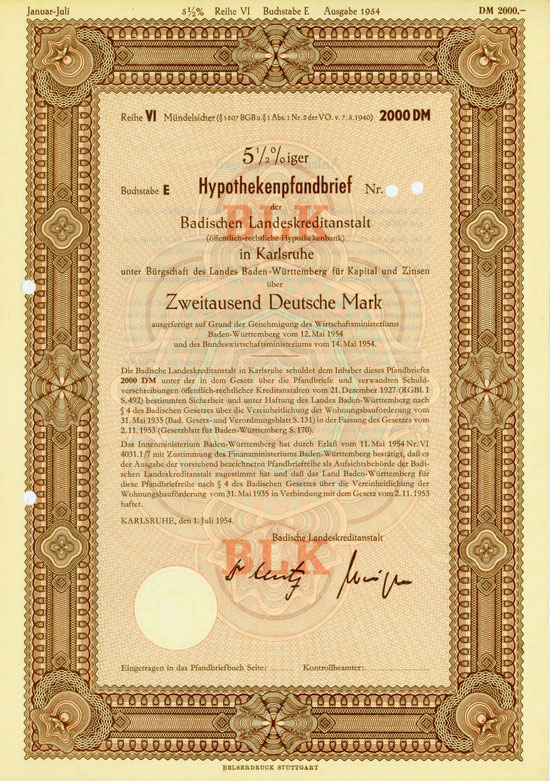 Januar-Juli 5½% Reihe VI Buchstabe E Ausgabe 1954 DM 2000.–
Reihe VI Mündelsicher (§ 1807 BGB u. § 1 Abs. 1 Nr. 2 der VO. v. 7. 5. 1940) 2000 DM
5 1/2 %iger
Buchstabe E Hypothekenpfandbrief Nr.
der
BLK
Badischen Landeskreditanstalt
(öffentlich-rechtliche Hypothekenbank)
in Karlsruhe
unter Bürgschaft des Landes Baden-Württemberg für Kapital und Zinsen
über
Zweitausend Deutsche Mark
ausgefertigt auf Grund der Genehmigung des Wirtschaftsministeriums
Baden-Württemberg vom 12. Mai 1954
und des Bundeswirtschaftsministeriums vom 14. Mai 1954.
Die Badische Landeskreditanstalt in Karlsruhe schuldet dem Inhaber dieses Pfandbriefes
2000 DM unter der in dem Gesetz über die Pfandbriefe und verwandten Schuld-
verschreibungen öffentlich-rechtlicher Kreditanstalten vom 21. Dezember 1927 (RGBl. I
S. 492) bestimmten Sicherheit und unter Haftung des Landes Baden-Württemberg nach
§ 4 des Badischen Gesetzes über die Vereinheitlichung der Wohnungsbauförderung vom
31. Mai 1935 (Bad. Gesetz- und Verordnungsblatt S. 131) in der Fassung des Gesetzes vom
2. 11. 1953 (Gesetzblatt für Baden-Württemberg S. 170).
Das Innenministerium Baden-Württemberg hat durch Erlaß vom 11. Mai 1954 Nr. VI
4031.1/7 mit Zustimmung des Finanzministeriums Baden-Württemberg bestätigt, daß es
der Ausgabe der vorstehend bezeichneten Pfandbriefreihe als Aufsichtsbehörde der Badi-
schen Landeskreditanstalt zugestimmt hat und daß das Land Baden-Württemberg für
diese Pfandbriefreihe nach § 4 des Badischen Gesetzes über die Vereinheitlichung der
Wohnungsbauförderung vom 31. Mai 1935 in Verbindung mit dem Gesetz vom 2. 11. 1953
haftet.
KARLSRUHE, den 1. Juli 1954.
Badische Landeskreditanstalt
BLK
Eingetragen in das Pfandbriefbuch Seite: Kontrollbeamter:
BELSERDRUCK STUTTGART